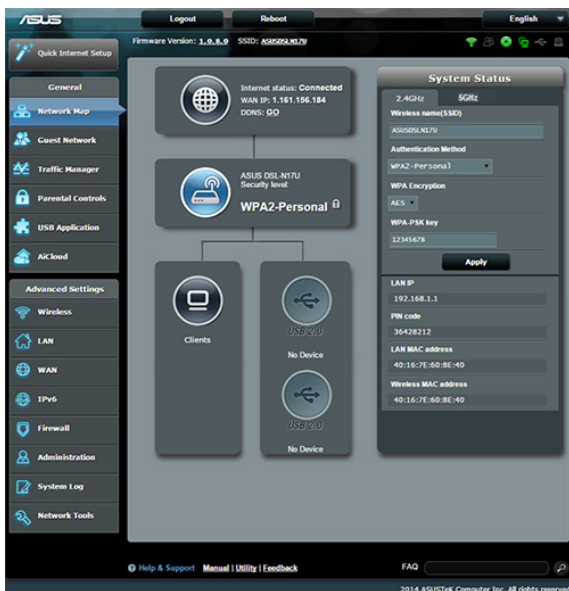 ASUS
Logout Reboot English
Quick Internet Setup
Firmware Version: 1.0.8.0 SSID: ASUSDSLN17U
General
Network Map
Guest Network
Traffic Manager
Parental Controls
USB Application
AiCloud
Advanced Settings
Wireless
LAN
WAN
IPv6
Firewall
Administration
System Log
Network Tools
Internet status: Connected
WAN IP: 1.161.156.184
DDNS: GO
ASUS DSL-N17U
Security level:
WPA2-Personal
Clients
USB 2.0
No Device
USB 2.0
No Device
System Status
2.4GHz 5GHz
Wireless name(SSID)
ASUSDSLN17U
Authentication Method
WPA2-Personal
WPA Encryption
AES
WPA-PSK key
12345678
Apply
LAN IP
192.168.1.1
PIN code
36428212
LAN MAC address
40:16:7E:60:8E:40
Wireless MAC address
40:16:7E:60:8E:40
Help & Support Manual | Utility | Feedback FAQ
2014 ASUSTeK Computer Inc. All rights reserved